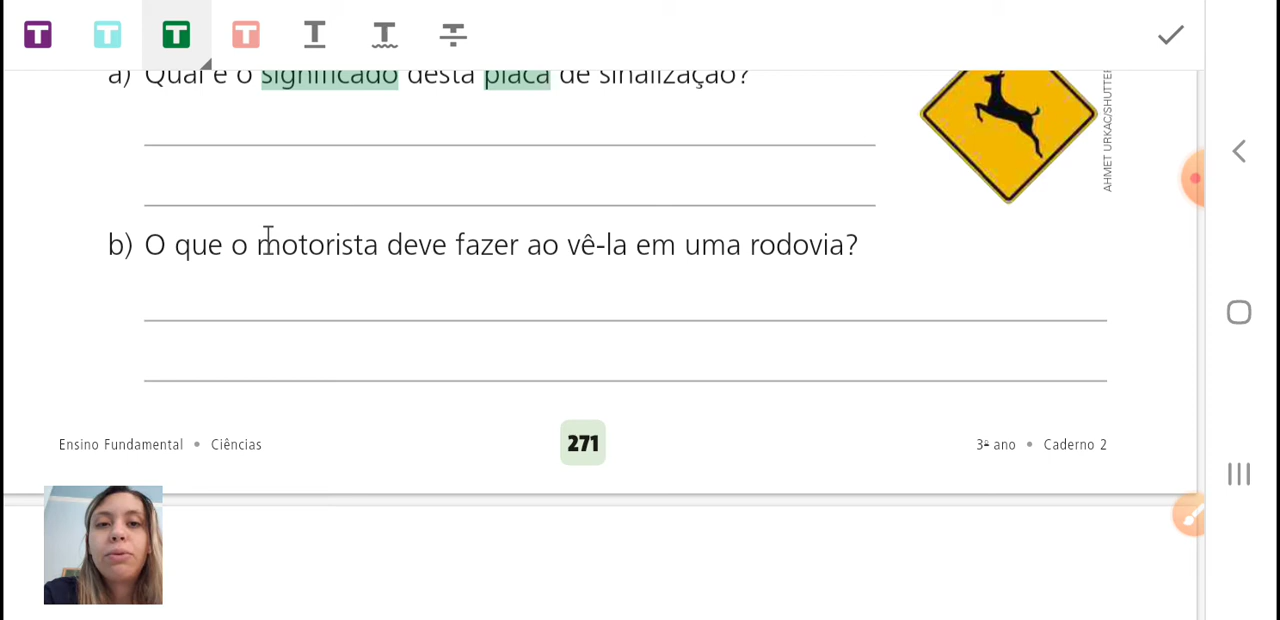 T T T T T T T
a) Qual é o significado desta placa de sinalização?
AHMET URKAC/SHUTTER
b) O que o motorista deve fazer ao vê-la em uma rodovia?
Ensino Fundamental • Ciências
271
3º ano • Caderno 2